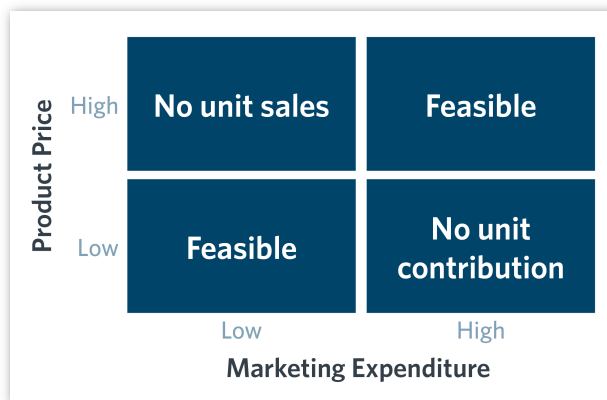 Product Price
High
No unit sales
Feasible
Low
Feasible
No unit
contribution
Low
High
Marketing Expenditure